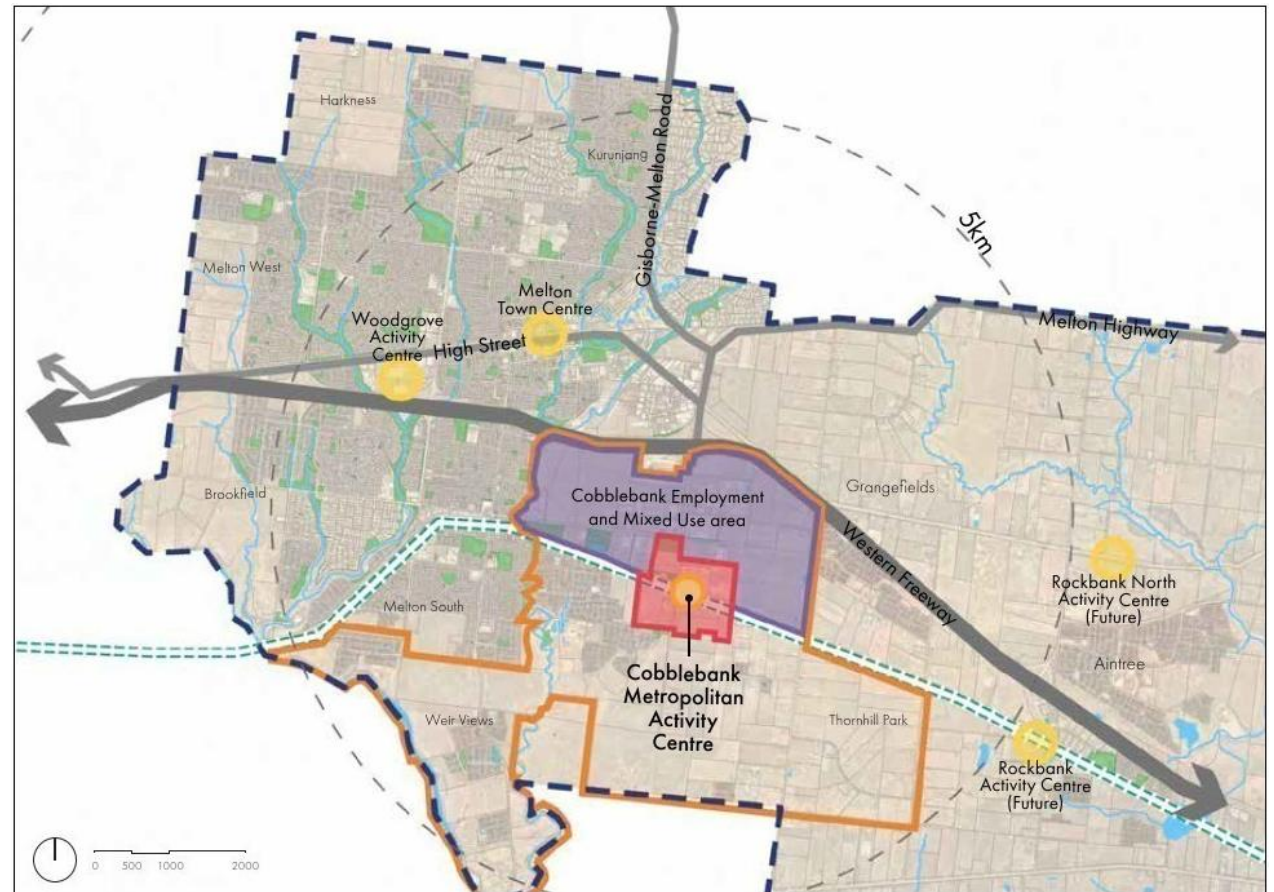 Harkness
Kurunjang
Gisborne-Melton Road
5km
Melton West
Melton
Town Centre
Woodgrove
Activity
Centre
High Street
Melton Highway
Brookfield
Cobblebank Employment
and Mixed Use area
Grangefields
Western Freeway
Rockbank North
Activity Centre
(Future)
Melton South
Aintree
Cobblebank
Metropolitan
Activity
Centre
Weir Views
Thornhill Park
Rockbank
Activity Centre
(Future)
0 500 1000 2000